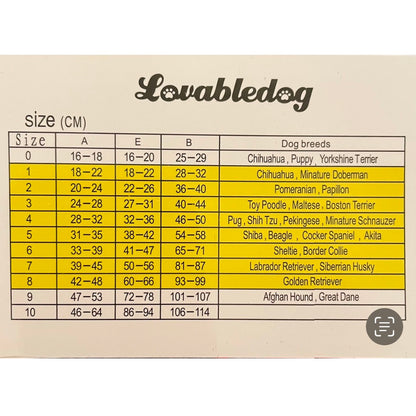 Lovabledog
size (CM)
Size A E B Dog breeds
0 16-18 16-20 25-29 Chihuahua, Puppy Yorkshine Terrier
1 18-22 18-22 28-32 Chihuahua, Minature Doberman
2 20-24 22-26 36-40 Pomeranian, Papillon
3 24-28 27-31 40-44 Toy Poodle, Maltese. Boston Terrier
4 28-32 32-36 46-50 Pug, Shih Tzu, Pekingese, Minature Schnauzer
5 31-35 38-42 54-58 Shiba, Beagle, Cocker Spaniel, Akita
6 33-39 41-47 65-71 Sheltie, Border Collie
7 39-45 50-56 81-87 Labrador Retriever, Siberrian Husky
8 42-48 60-66 93-99 Golden Retriever
9 47-53 72-78 101-107 Afghan Hound, Great Dane
10 46-64 86-94 106-114